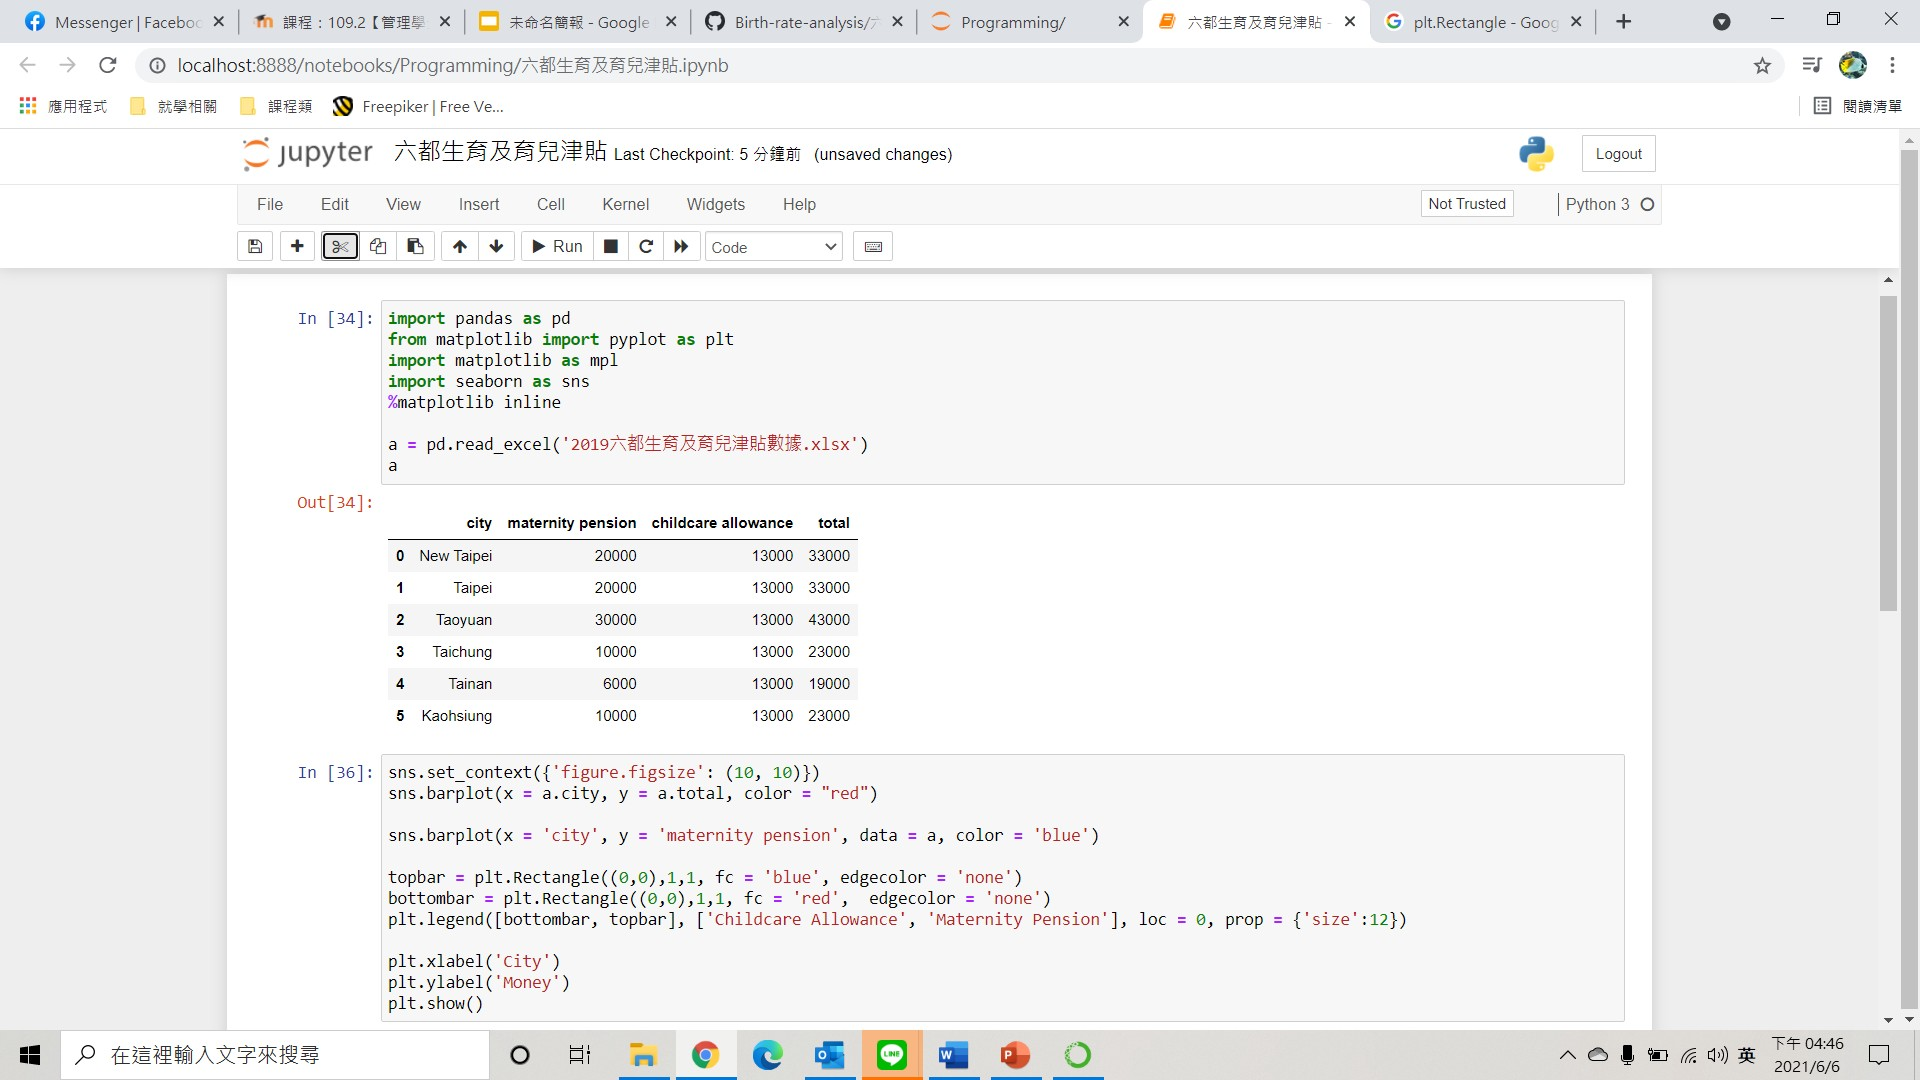 Messenger | Faceboo
課程：109.2【管理學
未命名簡報 - Google
Birth-rate-analysis/六
Programming/
六都生育及育兒津貼 -
plt.Rectangle - Goog
localhost:8888/notebooks/Programming/六都生育及育兒津貼.ipynb
應用程式
就學相關
課程類
Freepiker | Free Ve...
閱讀清單
jupyter 六都生育及育兒津貼 Last Checkpoint: 5 分鐘前 (unsaved changes)
Logout
File Edit View Insert Cell Kernel Widgets Help
Not Trusted
Python 3
Run
Code
In [34]:
import pandas as pd
from matplotlib import pyplot as plt
import matplotlib as mpl
import seaborn as sns
%matplotlib inline
a = pd.read_excel('2019六都生育及育兒津貼數據.xlsx')
a
Out[34]:
city maternity pension childcare allowance total
0 New Taipei 20000 13000 33000
1 Taipei 20000 13000 33000
2 Taoyuan 30000 13000 43000
3 Taichung 10000 13000 23000
4 Tainan 6000 13000 19000
5 Kaohsiung 10000 13000 23000
In [36]:
sns.set_context({'figure.figsize': (10, 10)})
sns.barplot(x = a.city, y = a.total, color = "red")
sns.barplot(x = 'city', y = 'maternity pension', data = a, color = 'blue')
topbar = plt.Rectangle((0,0),1,1, fc = 'blue', edgecolor = 'none')
bottombar = plt.Rectangle((0,0),1,1, fc = 'red',  edgecolor = 'none')
plt.legend([bottombar, topbar], ['Childcare Allowance', 'Maternity Pension'], loc = 0, prop = {'size':12})
plt.xlabel('City')
plt.ylabel('Money')
plt.show()
在這裡輸入文字來搜尋
LINE
英
下午 04:46
2021/6/6